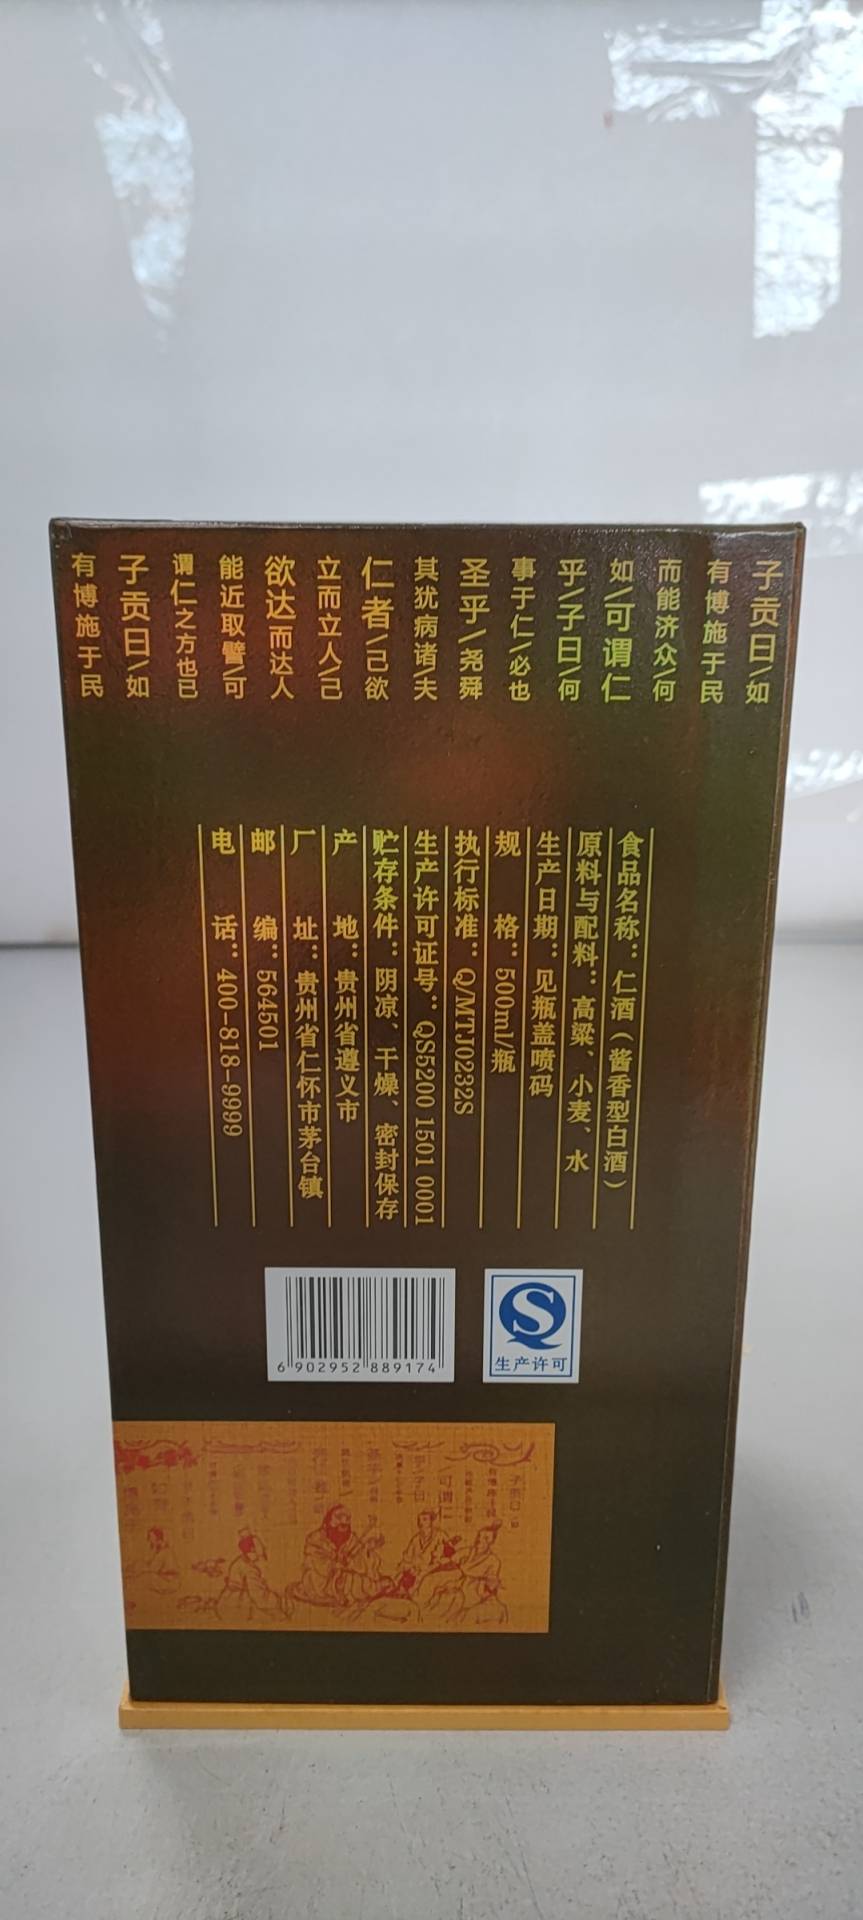 子贡曰\如
有博施于民
而能济众\何
如\可谓仁
乎\子曰\何
事于仁\必也
圣乎\尧舜
其犹病诸\夫
仁者\己欲
立而立人\己
欲达而达人
能近取譬\可
谓仁之方也已
子贡曰\如
有博施于民
食品名称：仁酒（酱香型白酒）
原料与配料：高粱、小麦、水
生产日期：见瓶盖喷码
规格：500ml/瓶
执行标准：Q/MTJ0232S
生产许可证号：QS5200 1501 0001
贮存条件：阴凉、干燥、密封保存
产地：贵州省遵义市
厂址：贵州省仁怀市茅台镇
邮编：564501
电话：400-818-9999
6 902952 889174
生产许可